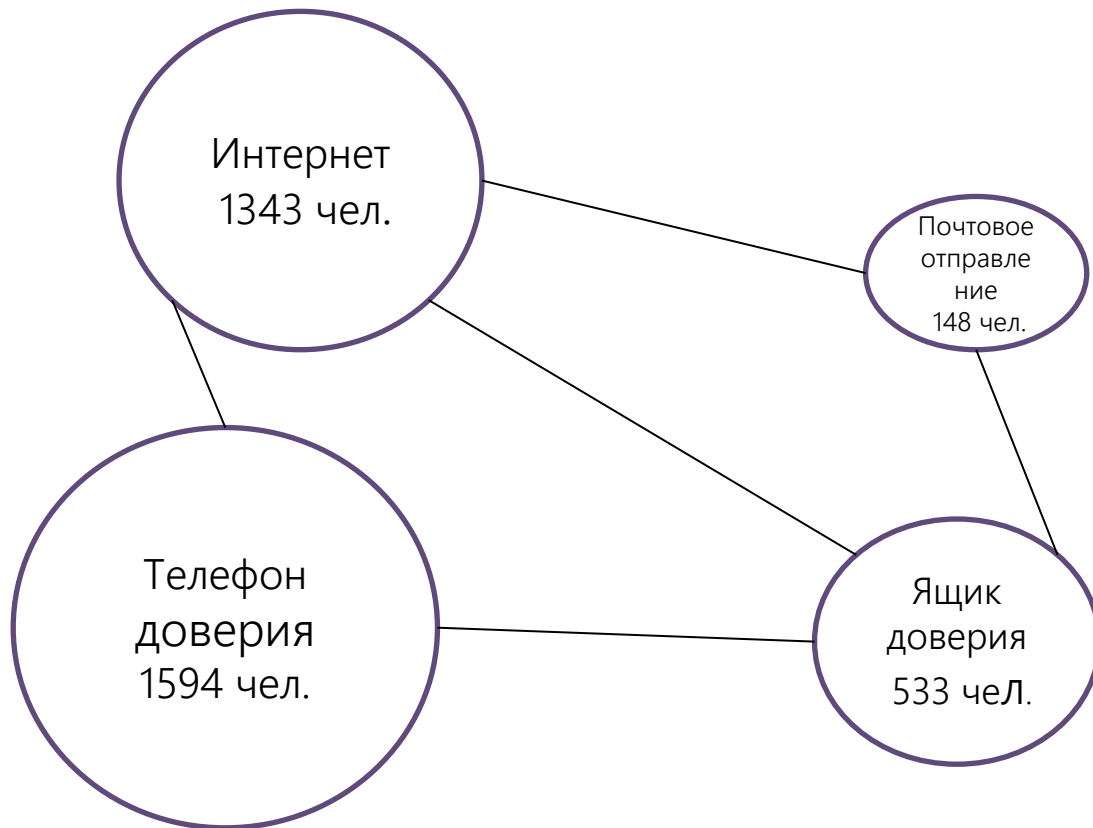 Интернет
1343 чел.
Почтовое
отправле
ние
148 чел.
Телефон
доверия
1594 чел.
Ящик
доверия
533 чел.